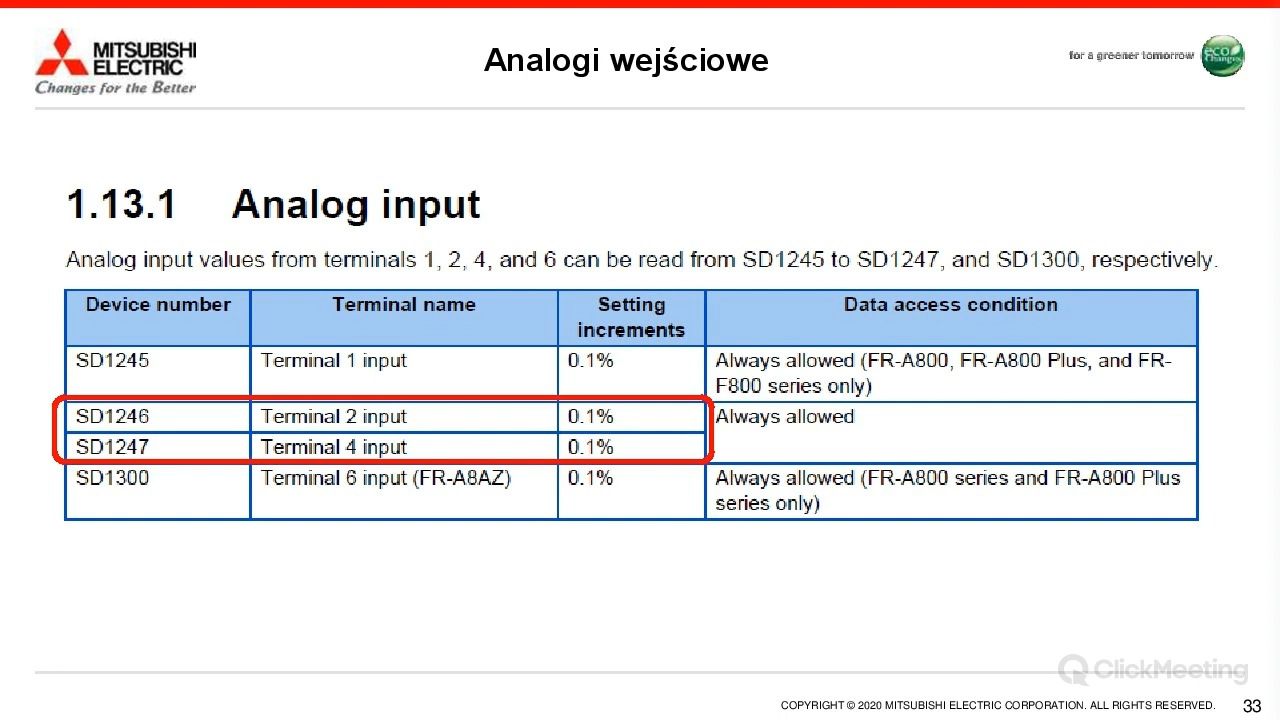 MITSUBISHI
ELECTRIC
Changes for the Better
Analogi wejściowe
for a greener tomorrow
eco
Changes
1.13.1 Analog input
Analog input values from terminals 1, 2, 4, and 6 can be read from SD1245 to SD1247, and SD1300, respectively.
Device number Terminal name Setting increments Data access condition
SD1245 Terminal 1 input 0.1% Always allowed (FR-A800, FR-A800 Plus, and FR-
F800 series only)
SD1246 Terminal 2 input 0.1% Always allowed
SD1247 Terminal 4 input 0.1%
SD1300 Terminal 6 input (FR-A8AZ) 0.1% Always allowed (FR-A800 series and FR-A800 Plus
series only)
ClickMeeting
COPYRIGHT © 2020 MITSUBISHI ELECTRIC CORPORATION. ALL RIGHTS RESERVED. 33